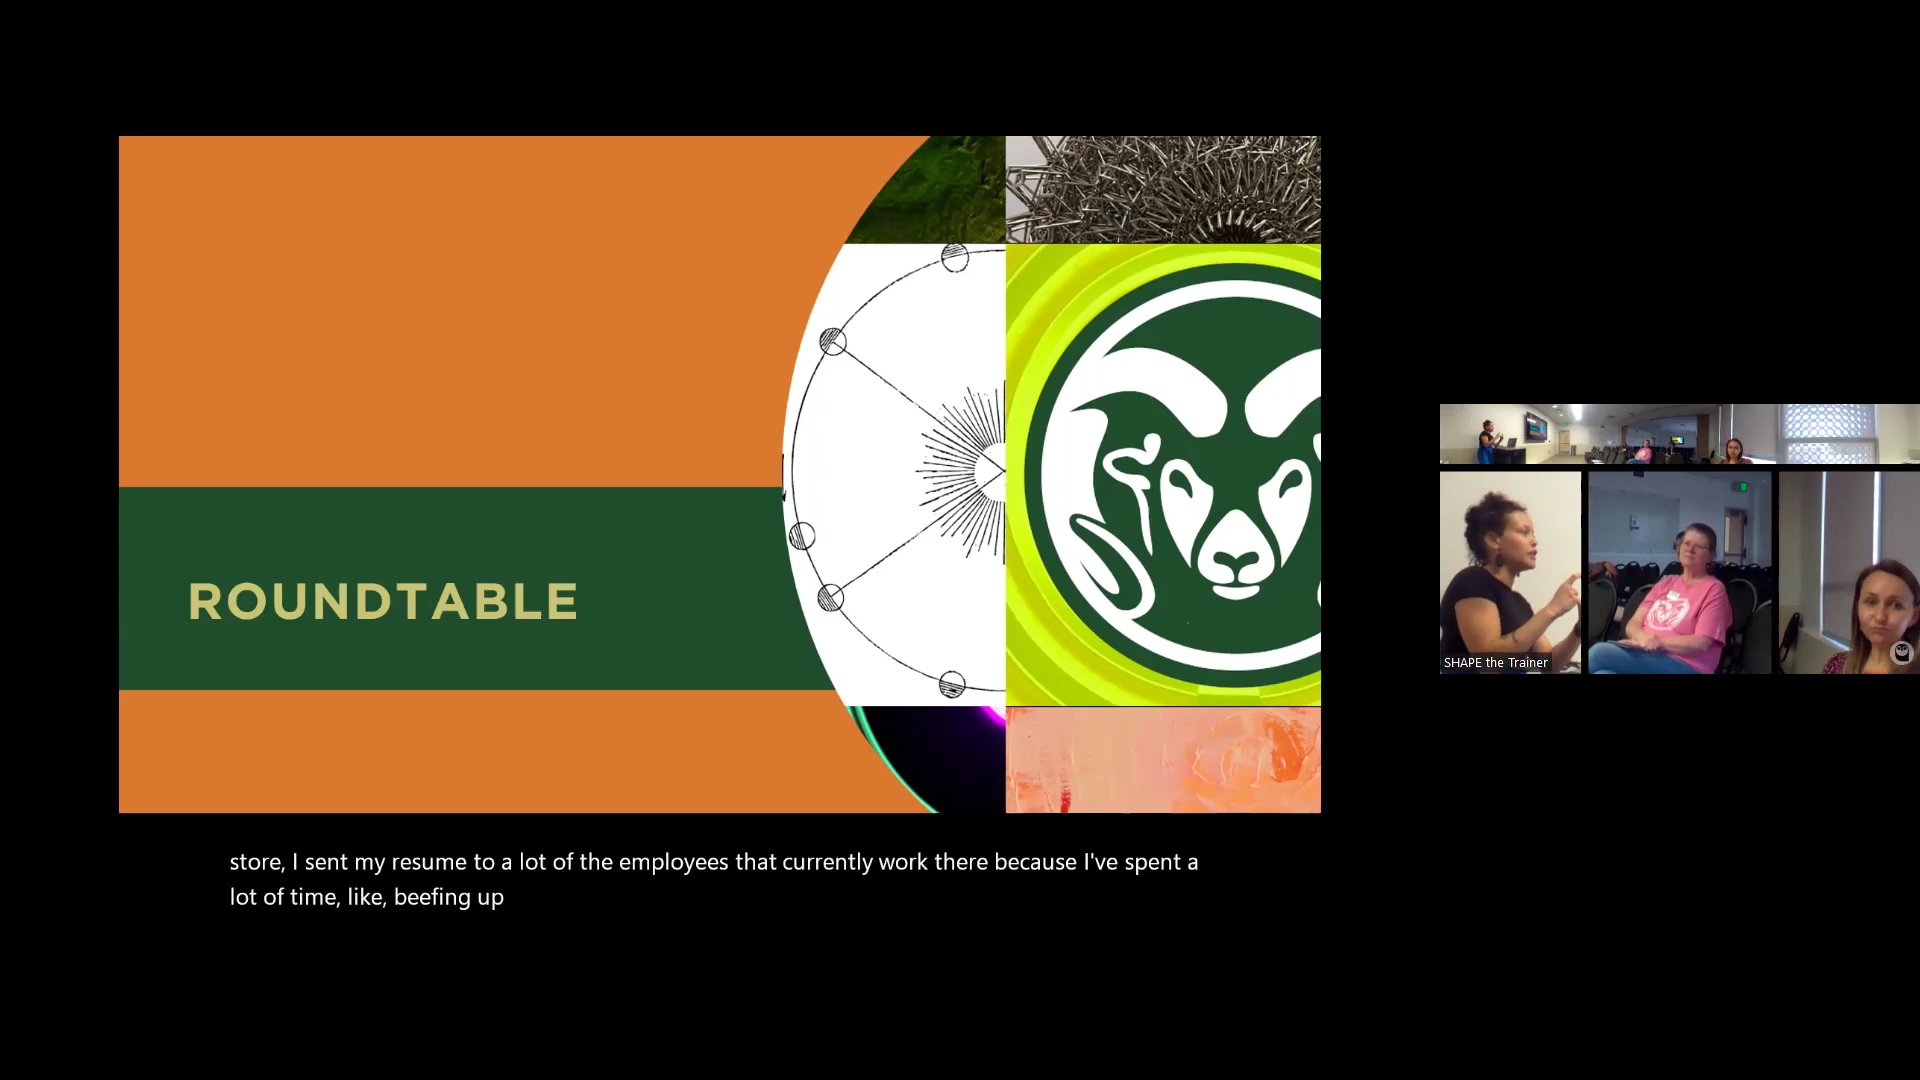 ROUNDTABLE
SHAPE the Trainer
store, I sent my resume to a lot of the employees that currently work there because I've spent a
lot of time, like, beefing up